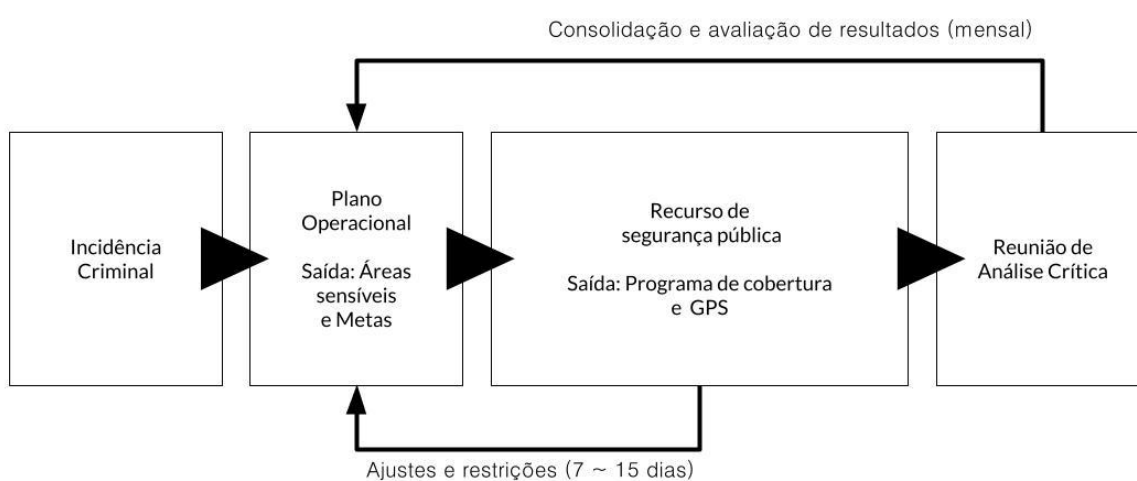 Consolidação e avaliação de resultados (mensal)
Incidência
Criminal
Plano
Operacional
Saída: Áreas
sensíveis
e Metas
Recurso de
segurança pública
Saída: Programa de cobertura
e GPS
Reunião de
Análise Crítica
Ajustes e restrições (7 ~ 15 dias)